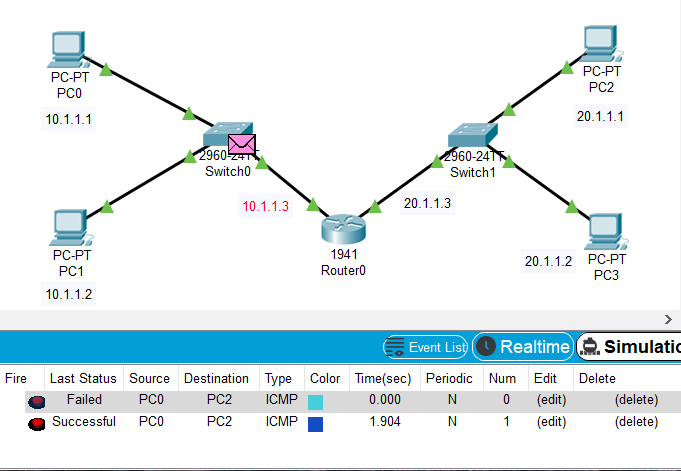 PC-PT
PC0
10.1.1.1
2960-24TT
Switch0
PC-PT
PC1
10.1.1.2
10.1.1.3
1941
Router0
20.1.1.3
2960-24TT
Switch1
PC-PT
PC2
20.1.1.1
20.1.1.2
PC-PT
PC3
Event List Realtime Simulatio
Fire Last Status Source Destination Type Color Time(sec) Periodic Num Edit Delete
Failed PC0 PC2 ICMP 0.000 N 0 (edit) (delete)
Successful PC0 PC2 ICMP 1.904 N 1 (edit) (delete)